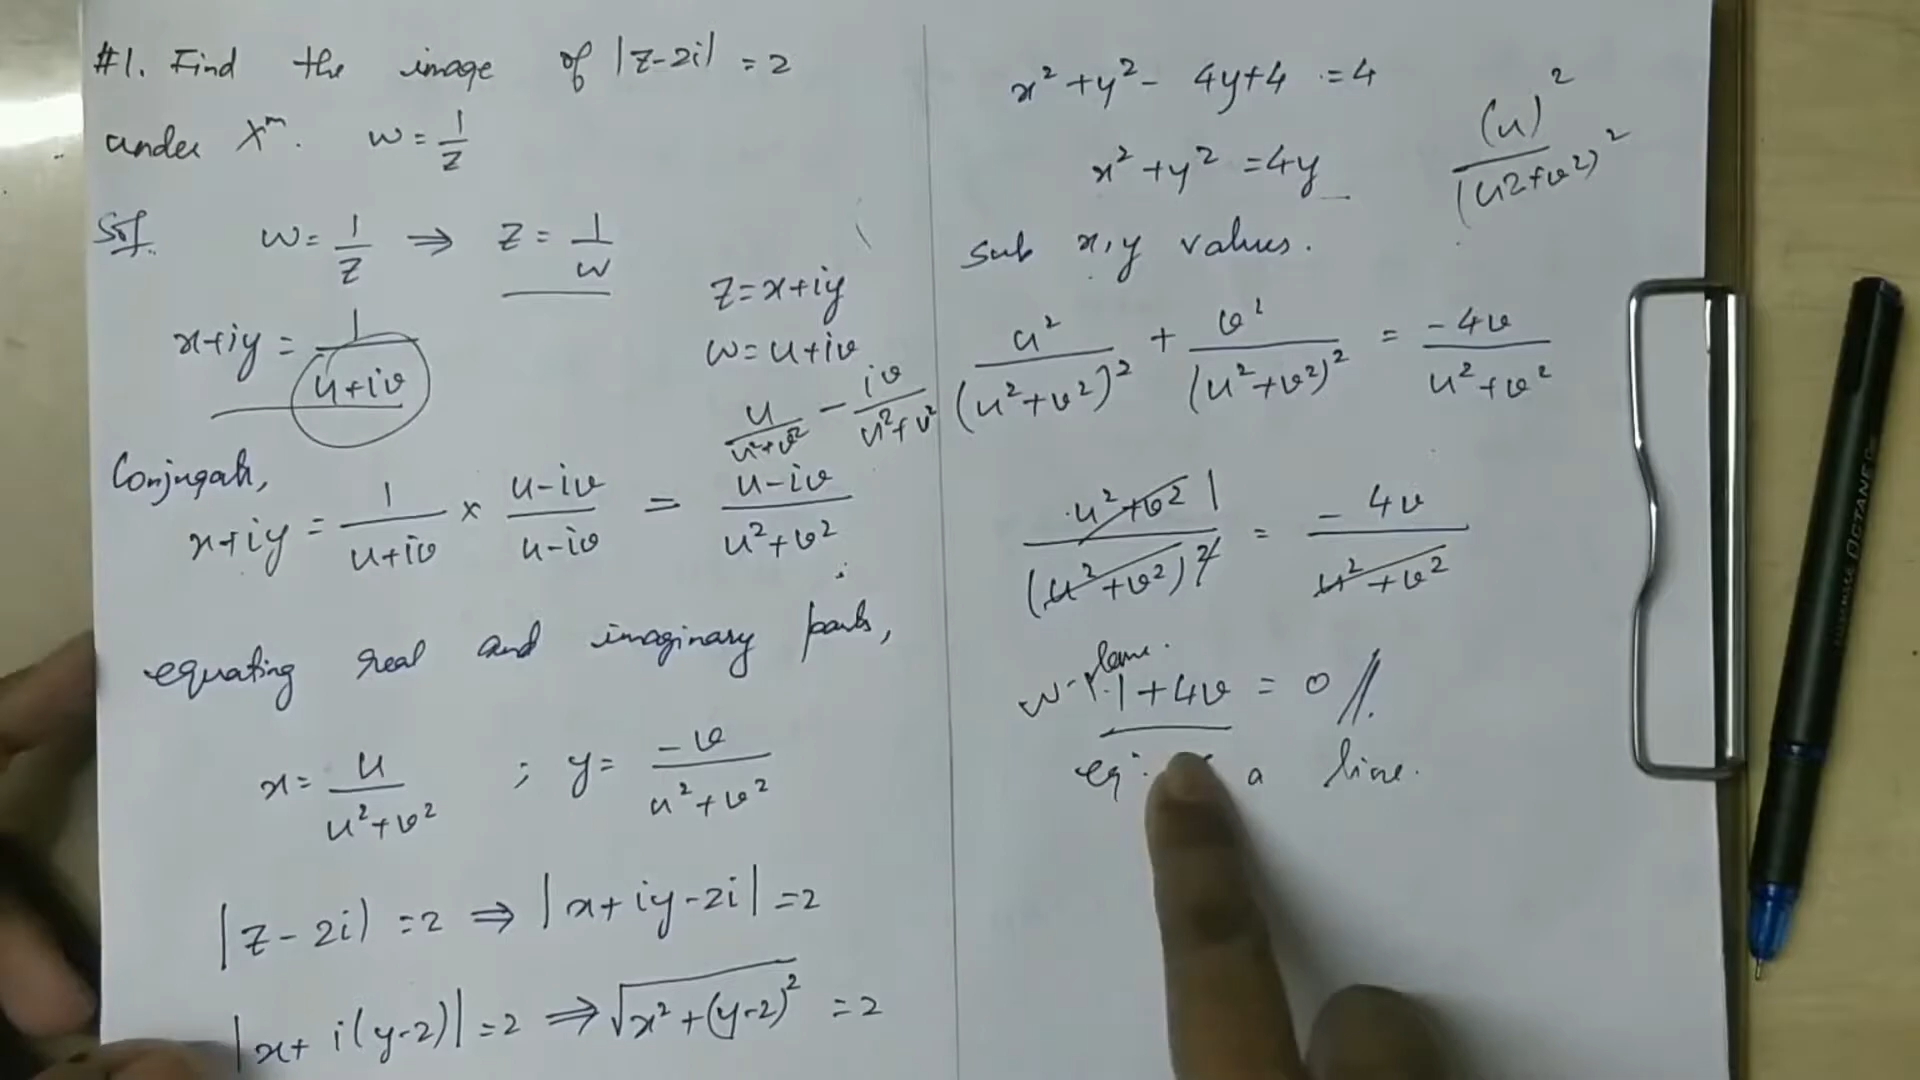 #1. Find the image of |z-2i| = 2
under Xᵐ. w = 1/z
Sol. w = 1/z ⇒ z = 1/w
z = x+iy
w = u+iv
x+iy = 1/(u+iv)
u/(u²+v²) - iv/(u²+v²)
Conjugate,
x+iy = 1/(u+iv) × (u-iv)/(u-iv) = (u-iv)/(u²+v²)
equating real and imaginary parts,
x = u/(u²+v²) ; y = -v/(u²+v²)
|z-2i| = 2 ⇒ |x+iy-2i| = 2
|x+i(y-2)| = 2 ⇒ √(x²+(y-2)²) = 2
x²+y²-4y+4 = 4
x²+y² = 4y
(u)²/(u2+v²)²
Sub x,y values.
u²/(u²+v²)² + v²/(u²+v²)² = -4v/(u²+v²)
u²+v² 1/(u²+v²)² = -4v/(u²+v²)
w-plane.
1+4v = 0 //.
eqn a line.